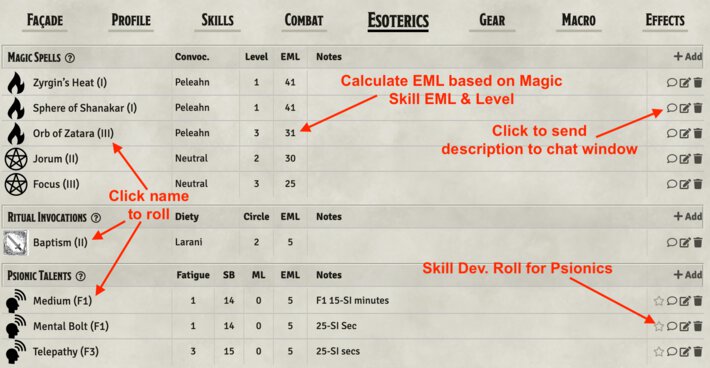 Façade Profile Skills Combat Esoterics Gear Macro Effects
Magic Spells ? Convoc. Level EML Notes + Add
Zyrgin's Heat (I) Peleahn 1 41
Calculate EML based on Magic
Skill EML & Level
Sphere of Shanakar (I) Peleahn 1 41
Orb of Zatara (III) Peleahn 3 31
Click to send
description to chat window
Jorum (II) Neutral 2 30
Focus (III) Neutral 3 25
Click name
to roll
Ritual Invocations ? Diety Circle EML Notes + Add
Baptism (II) Larani 2 5
Psionic Talents ? Fatigue SB ML EML Notes + Add
Skill Dev. Roll for Psionics
Medium (F1) 1 14 0 5 F1 15-SI minutes
Mental Bolt (F1) 1 14 0 5 25-SI Sec
Telepathy (F3) 3 15 0 5 25-SI secs